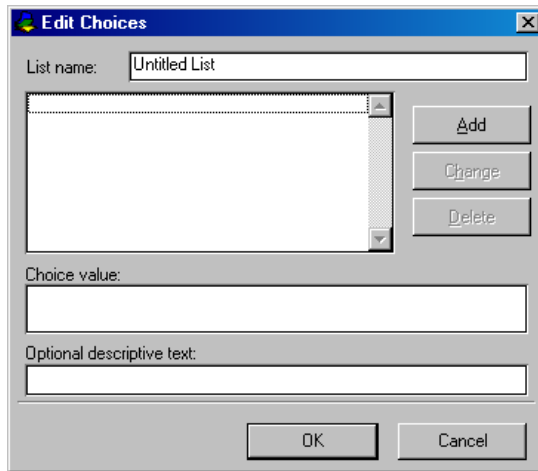 Edit Choices
List name: Untitled List
Add
Change
Delete
Choice value:
Optional descriptive text:
OK Cancel